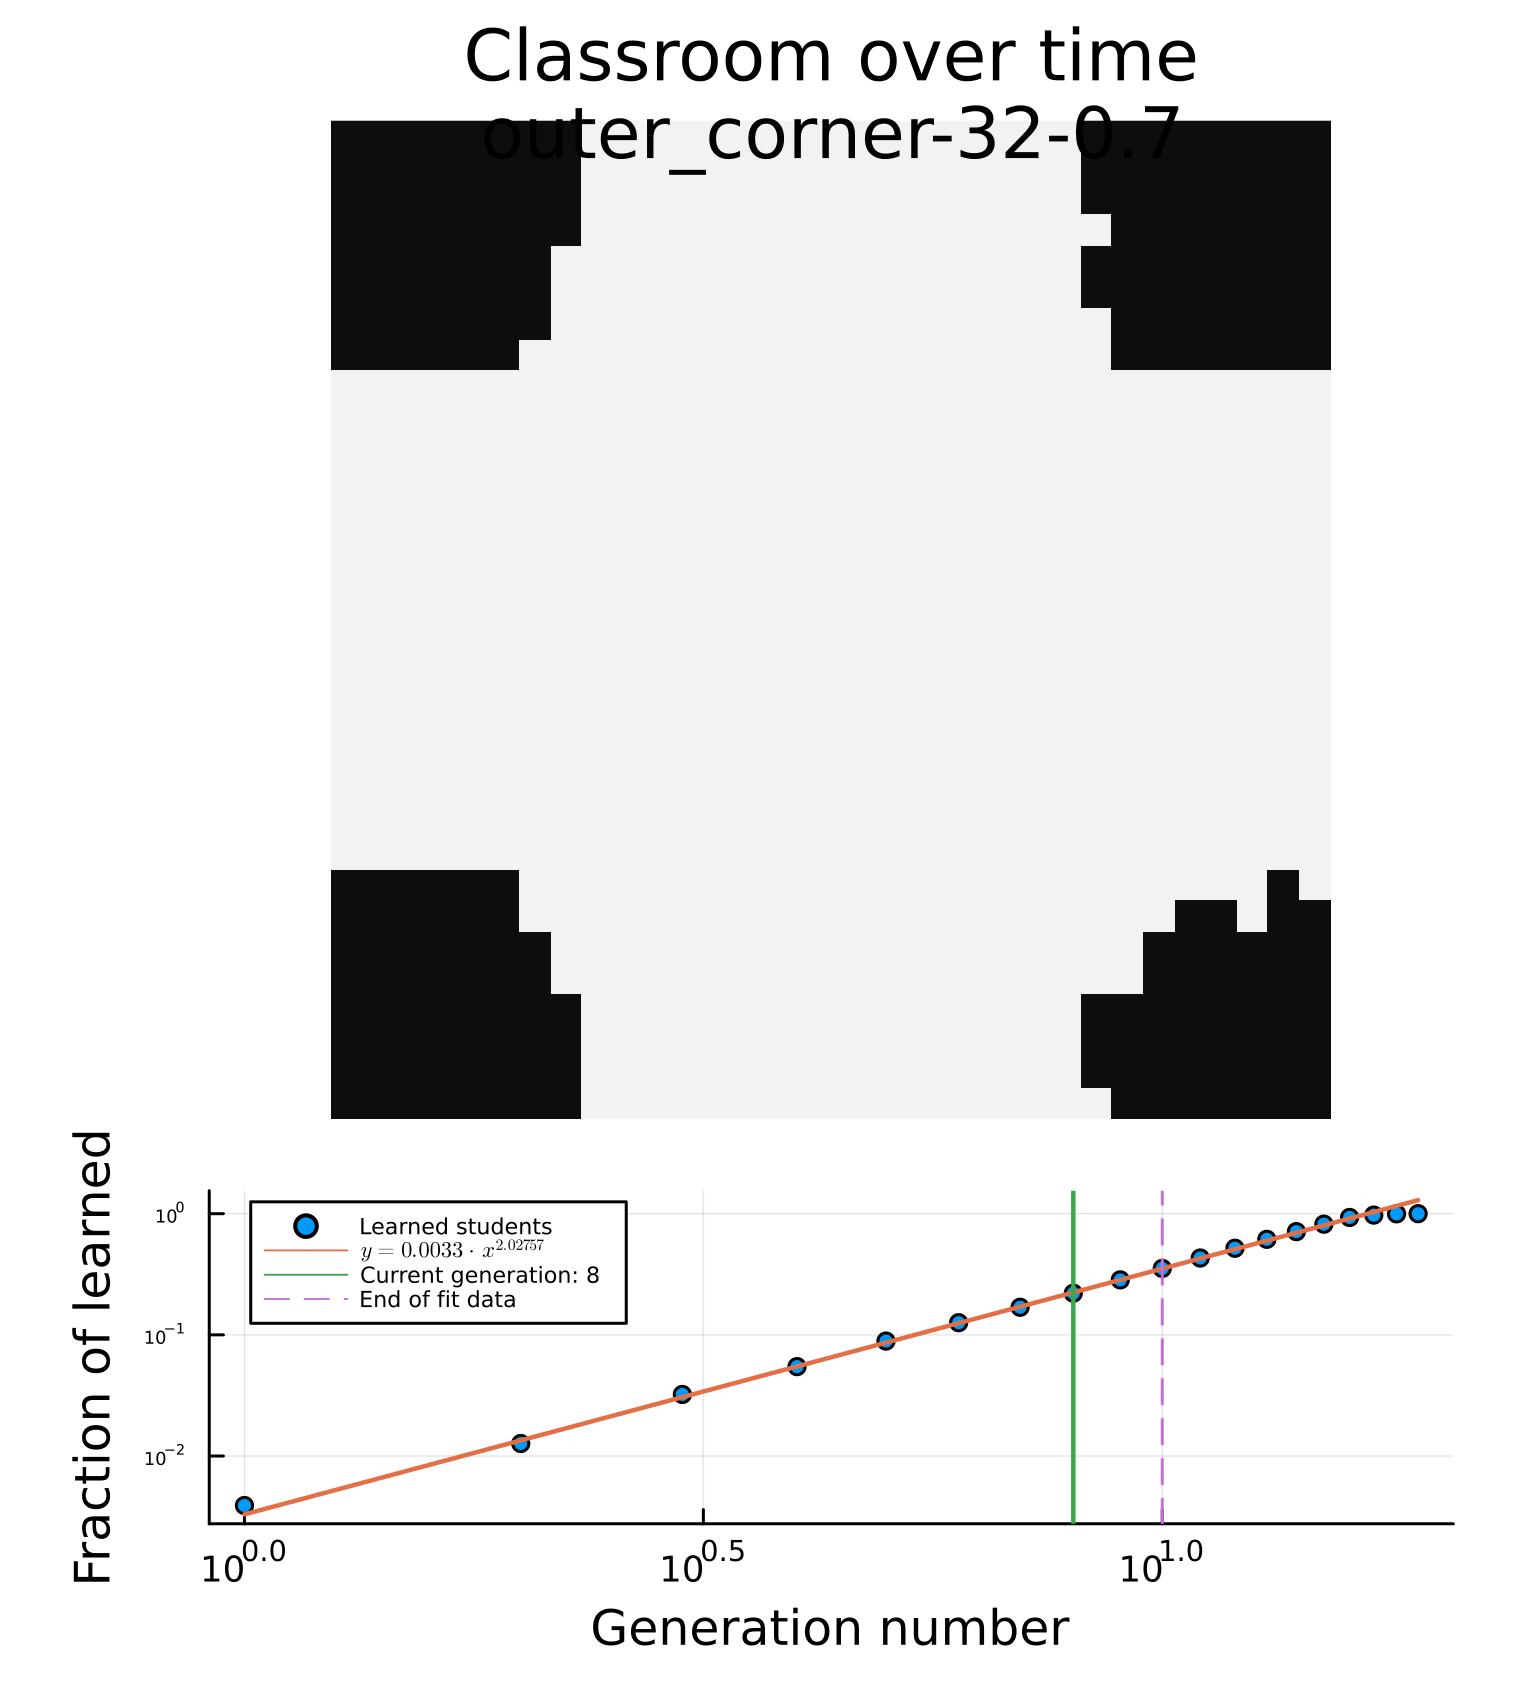 Classroom over time
outer_corner-32-0.7
Fraction of learned
10⁰
10⁻¹
10⁻²
Learned students
y = 0.0033 · x^2.02757
Current generation: 8
End of fit data
10^0.0
10^0.5
10^1.0
Generation number